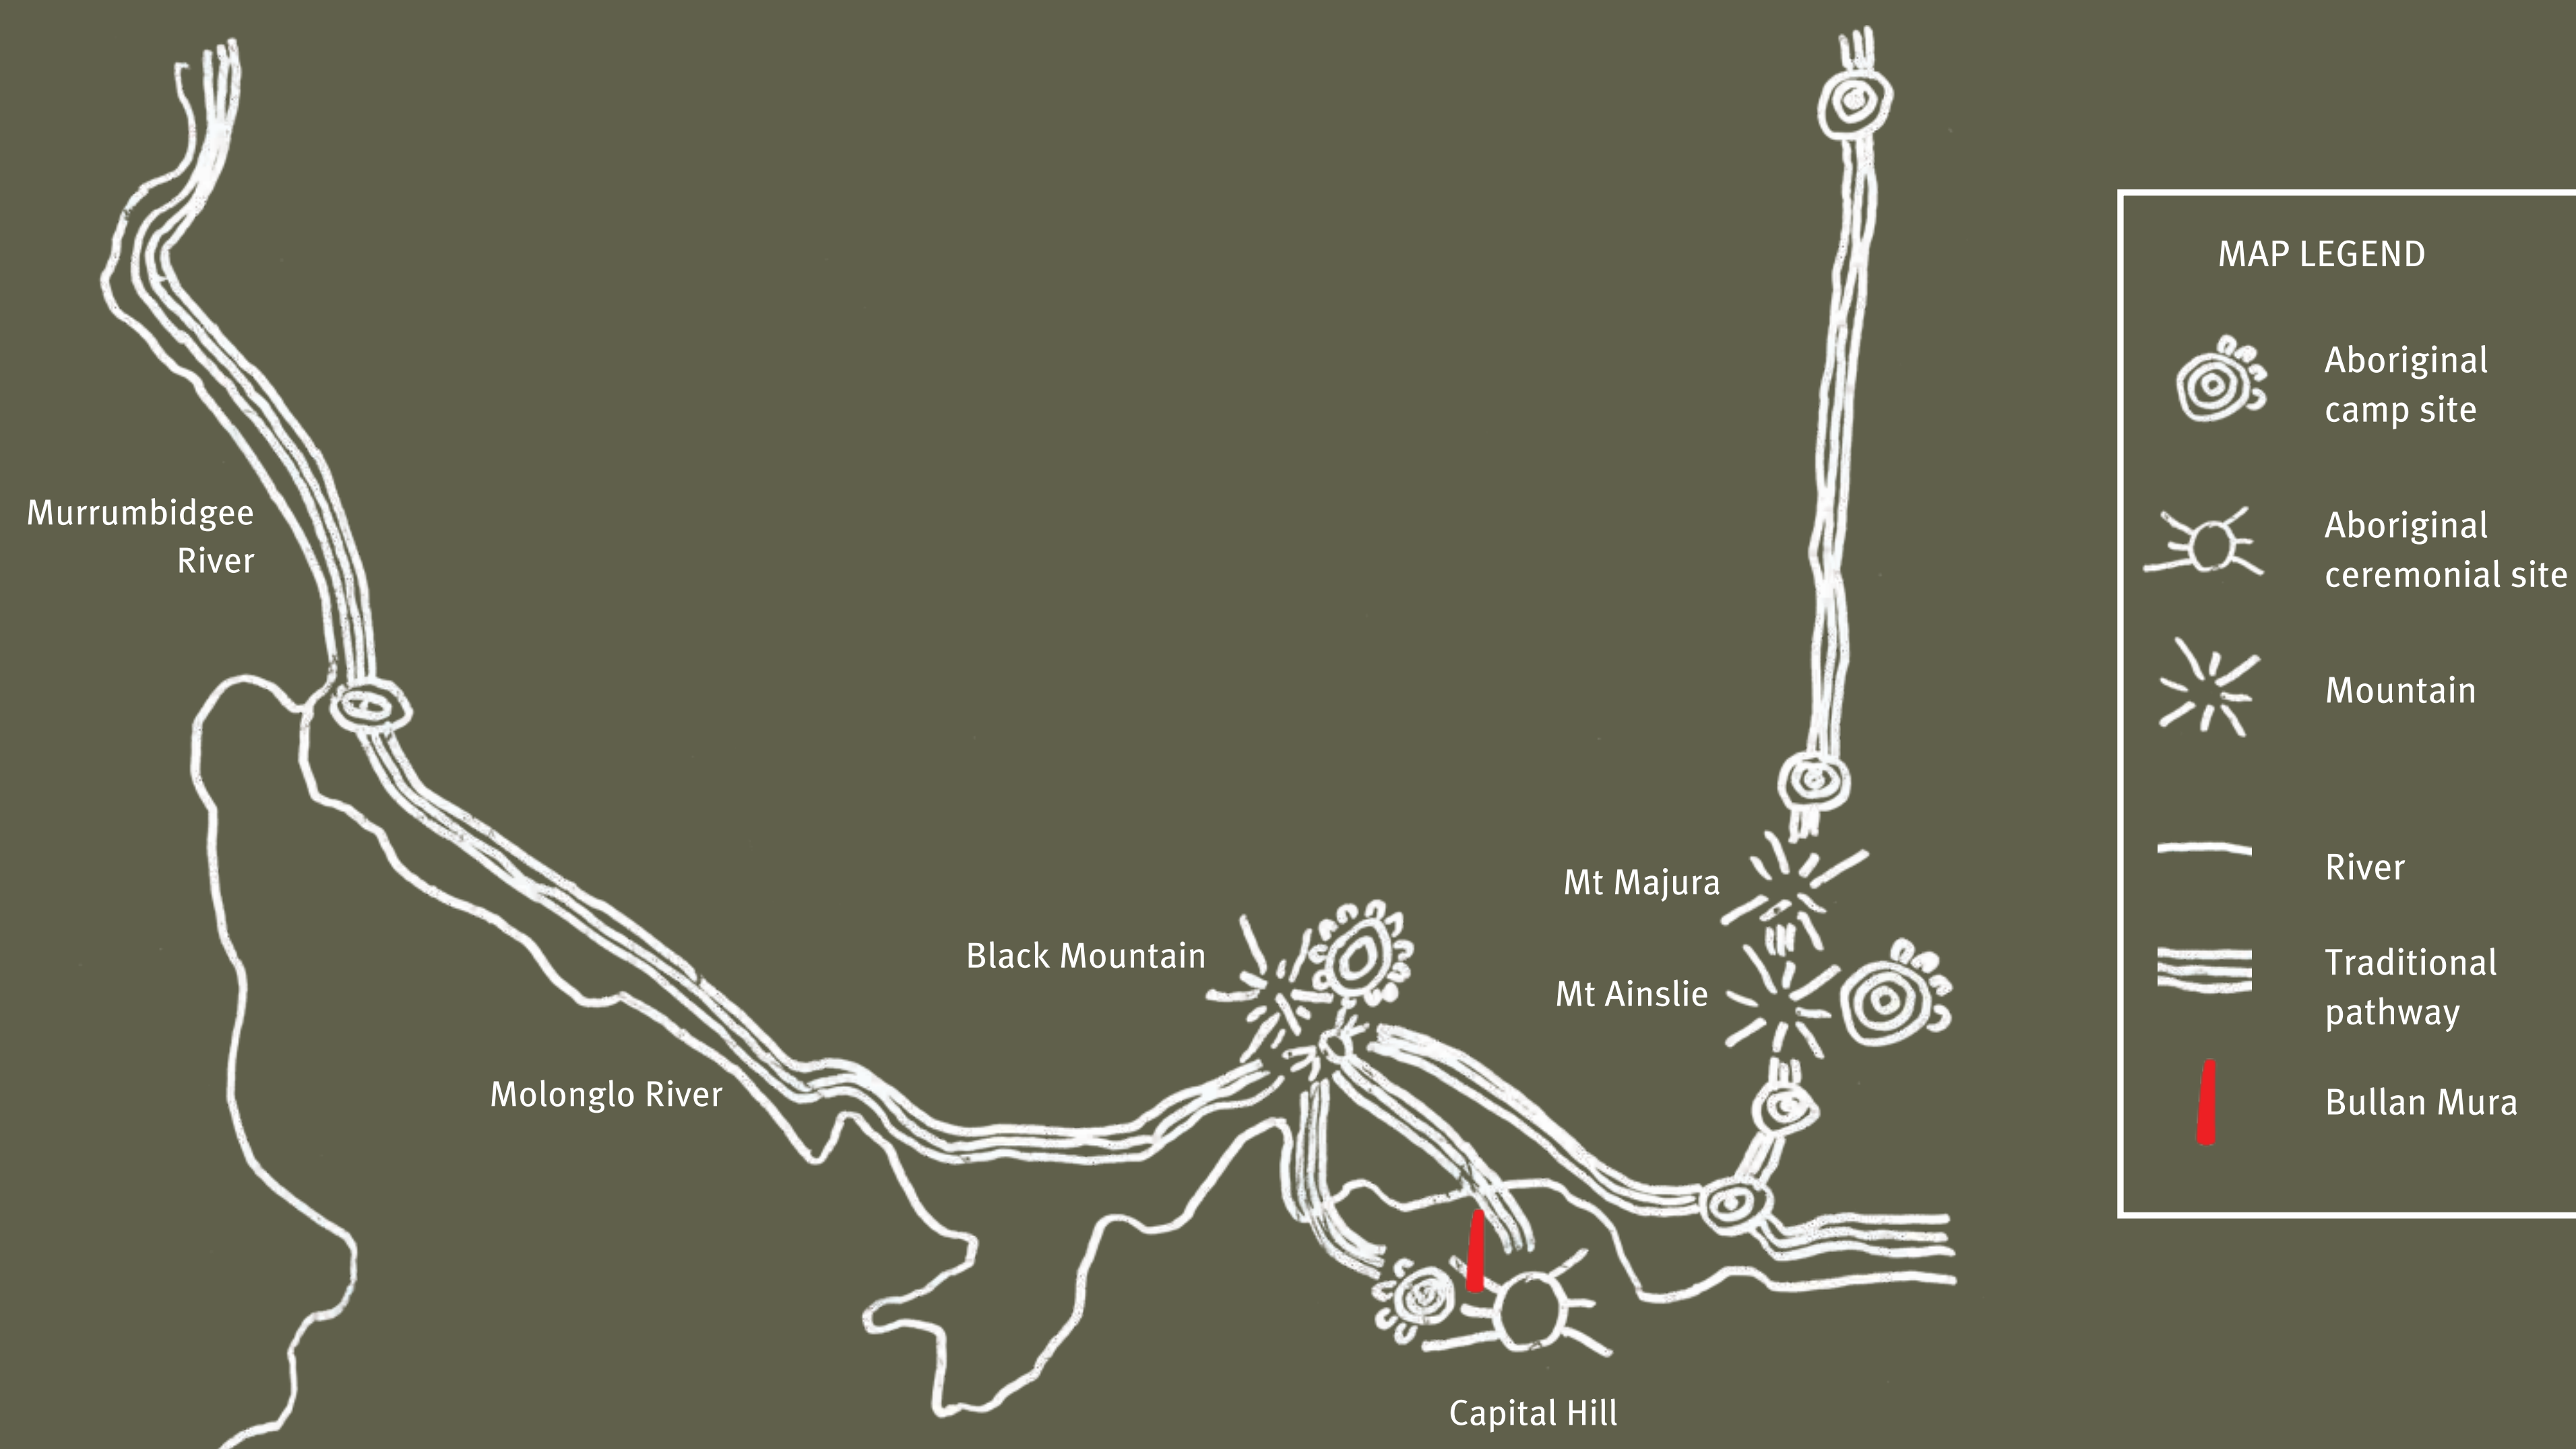 Murrumbidgee
River
Molonglo River
Black Mountain
Mt Majura
Mt Ainslie
Capital Hill
MAP LEGEND
Aboriginal
camp site
Aboriginal
ceremonial site
Mountain
River
Traditional
pathway
Bullan Mura